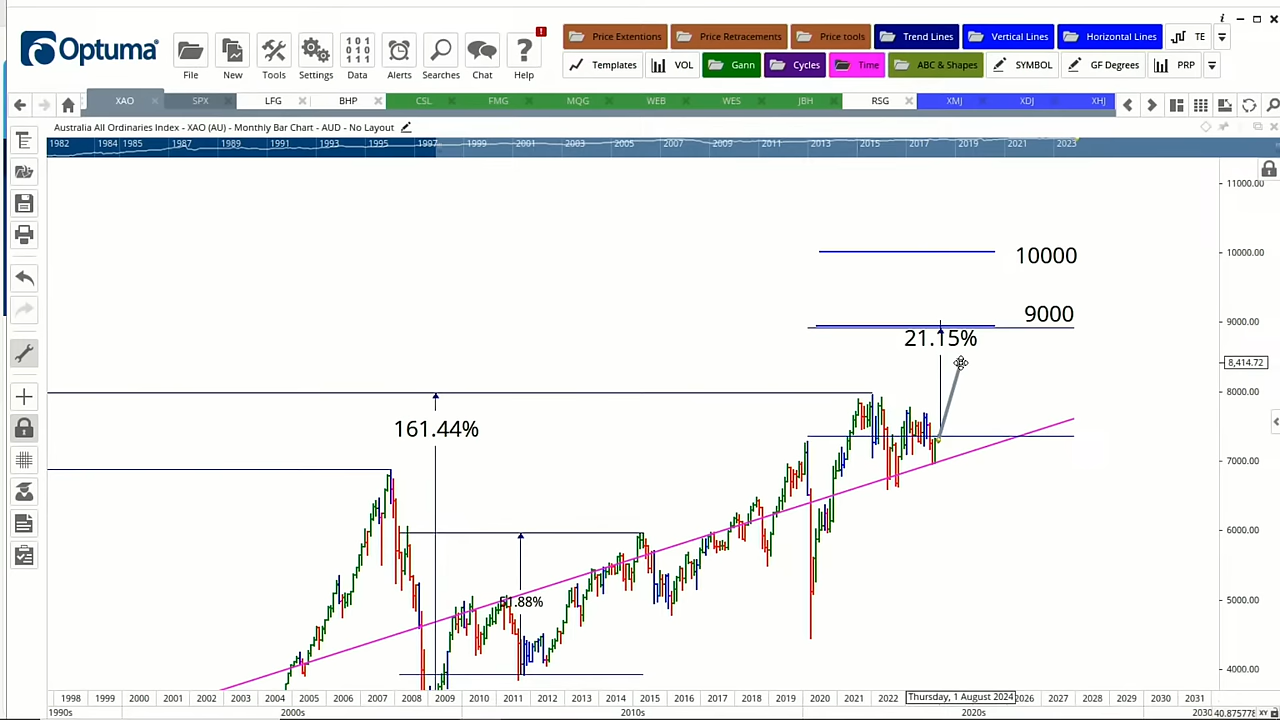 i
Optuma
File
New
Tools
Settings
Data
Alerts
Searches
Chat
Help
Price Extentions
Price Retracements
Price tools
Trend Lines
Vertical Lines
Horizontal Lines
TE
Templates
VOL
Gann
Cycles
Time
ABC & Shapes
SYMBOL
GF Degrees
PRP
XAO
SPX
LFG
BHP
CSL
FMG
MQG
WEB
WES
JBH
RSG
XMJ
XDJ
XHJ
Australia All Ordinaries Index - XAO (AU) - Monthly Bar Chart - AUD - No Layout
1982 1984 1985 1987 1989 1991 1993 1995 1997 1999 2001 2003 2005 2007 2009 2011 2013 2015 2017 2019 2021 2023
11000.00
10000
10000.00
9000
9000.00
21.15%
8,414.72
8000.00
161.44%
7000.00
6000.00
5000.00
4000.00
1998 1999 2000 2001 2002 2003 2004 2005 2006 2007 2008 2009 2010 2011 2012 2013 2014 2015 2016 2017 2018 2019 2020 2021 2022 Thursday, 1 August 2024 2026 2027 2028 2029 2030 2031
1990s 2000s 2010s 2020s 2030 40.875778 XY